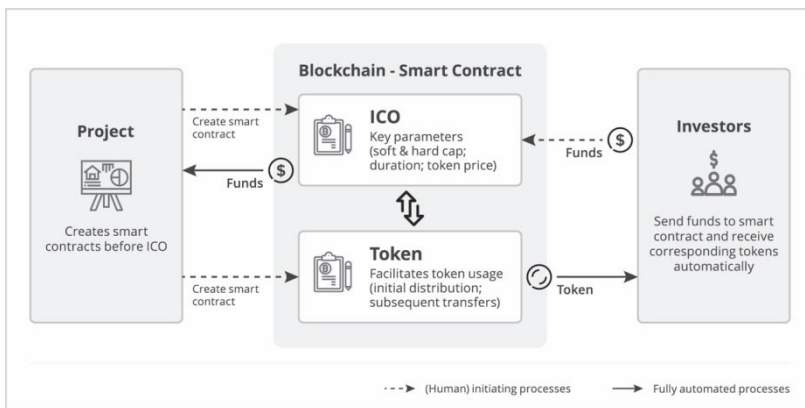 Blockchain - Smart Contract
Project
Creates smart
contracts before ICO
Create smart
contract
Funds
$
Create smart
contract
ICO
Key parameters
(soft & hard cap;
duration; token price)
Token
Facilitates token usage
(initial distribution;
subsequent transfers)
$
Funds
Token
Investors
$
Send funds to smart
contract and receive
corresponding tokens
automatically
(Human) initiating processes
Fully automated processes